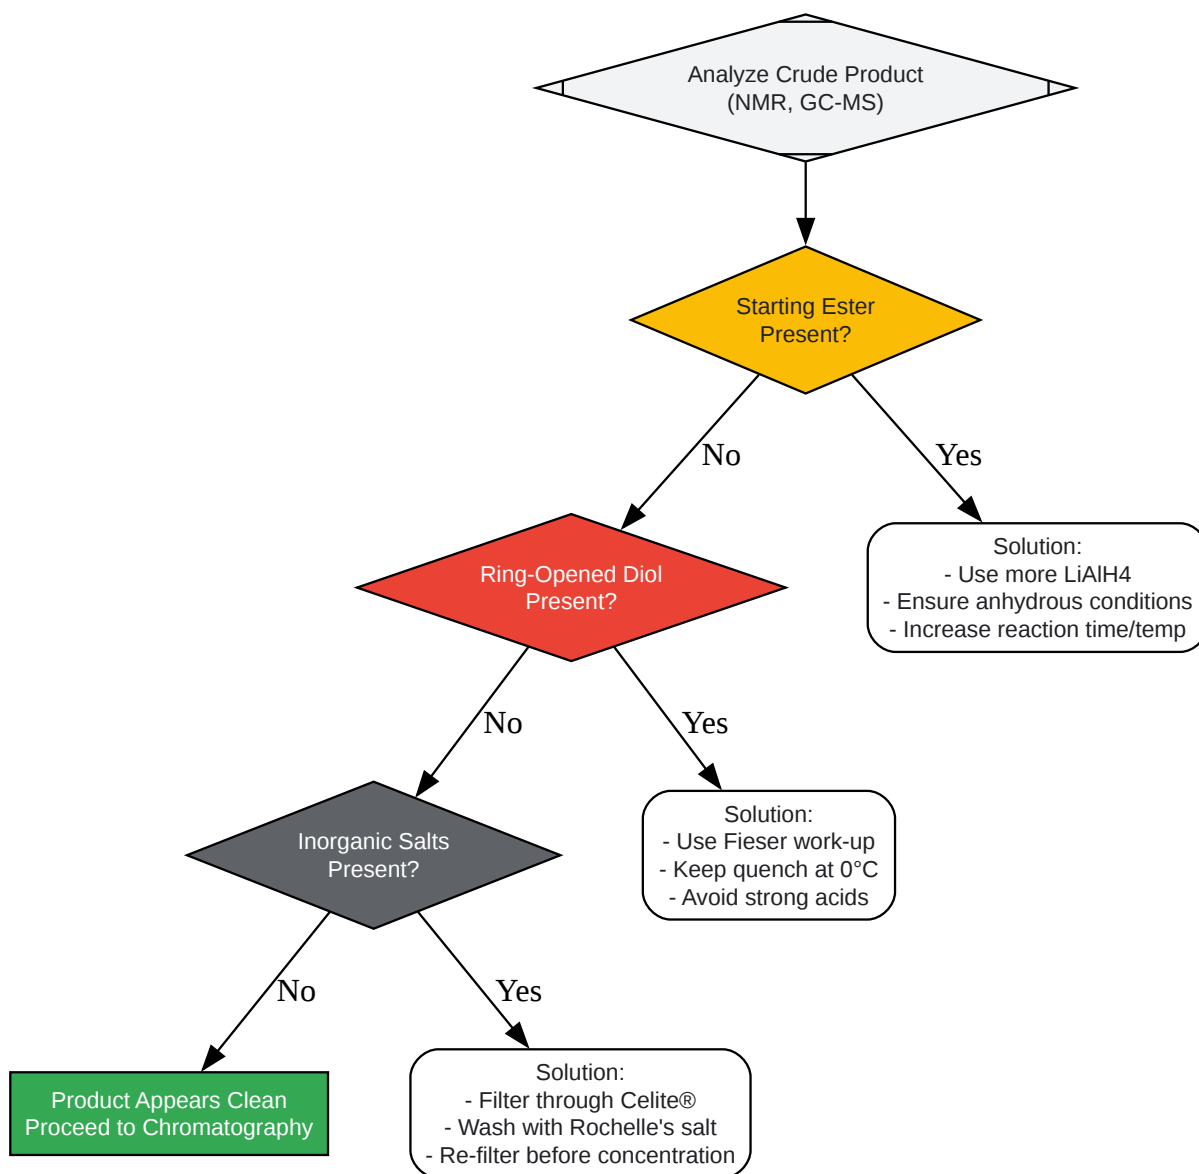 Analyze Crude Product
(NMR, GC-MS)
Starting Ester
Present?
No
Yes
Ring-Opened Diol
Present?
Solution:
- Use more LiAlH4
- Ensure anhydrous conditions
- Increase reaction time/temp
No
Yes
Inorganic Salts
Present?
Solution:
- Use Fieser work-up
- Keep quench at 0°C
- Avoid strong acids
No
Yes
Product Appears Clean
Proceed to Chromatography
Solution:
- Filter through Celite®
- Wash with Rochelle's salt
- Re-filter before concentration